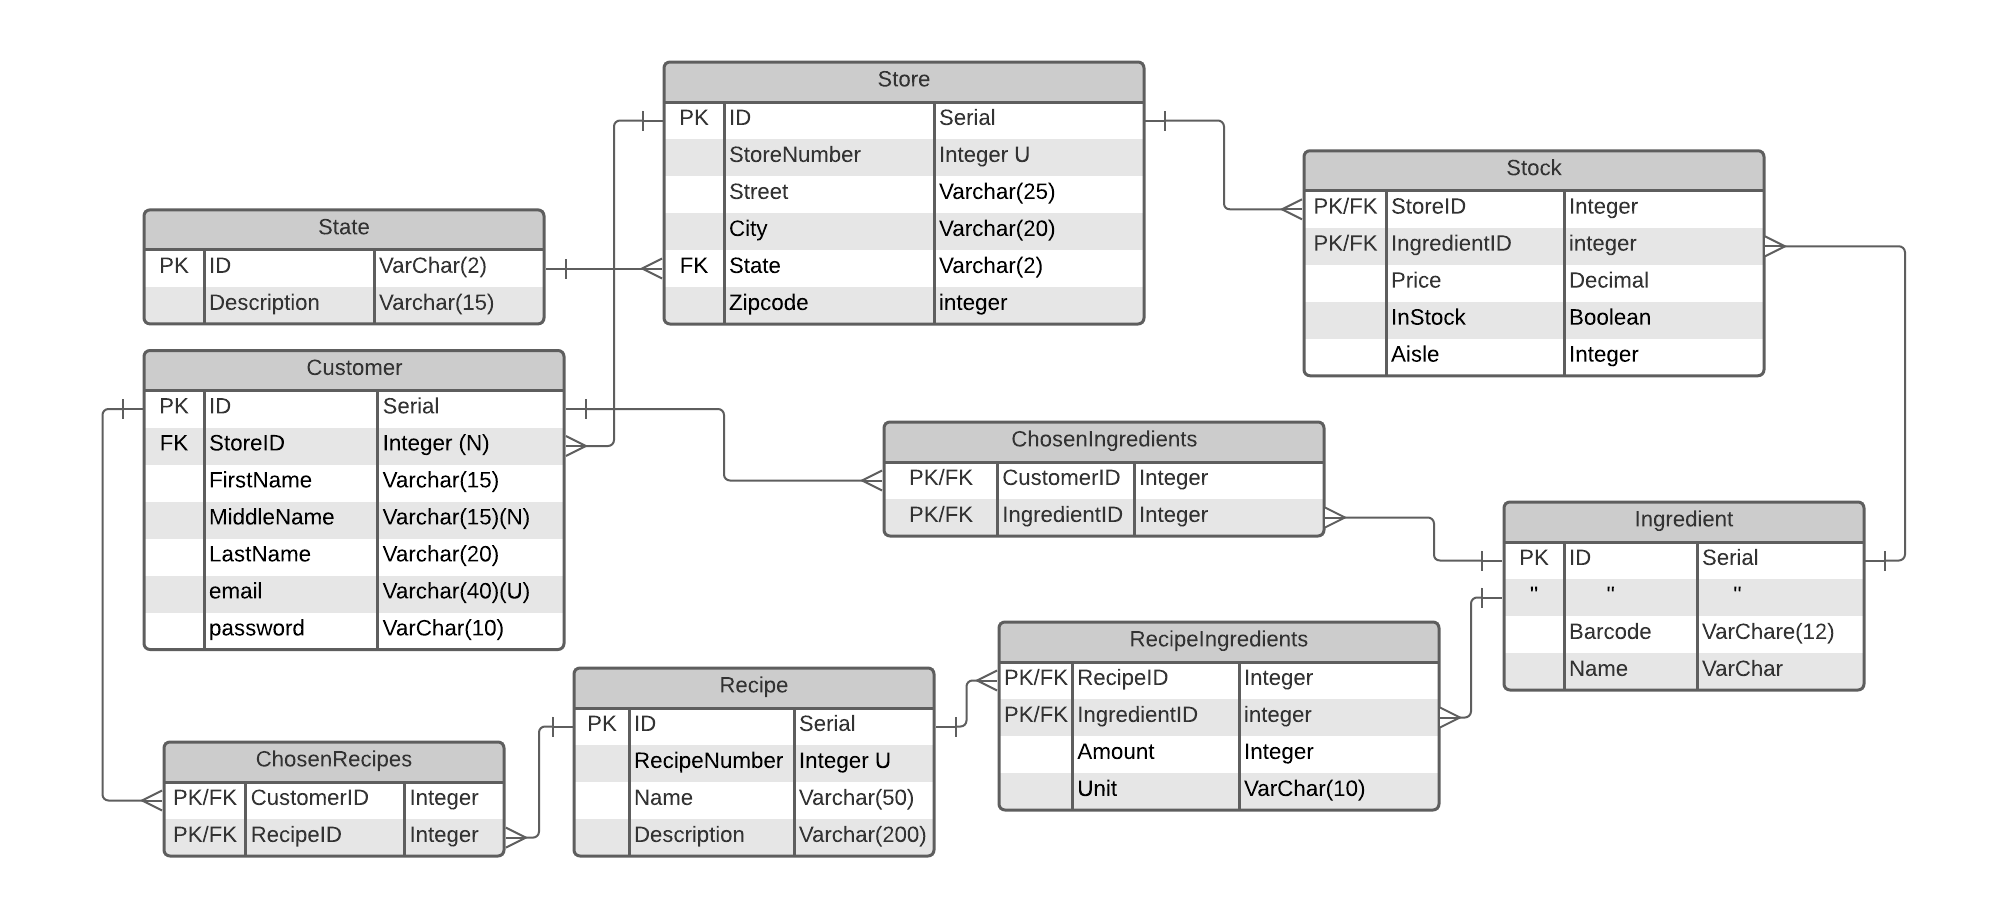 Store
PK ID Serial
StoreNumber Integer U
Street Varchar(25)
City Varchar(20)
FK State Varchar(2)
Zipcode integer
Stock
PK/FK StoreID Integer
PK/FK IngredientID integer
Price Decimal
InStock Boolean
Aisle Integer
State
PK ID VarChar(2)
Description Varchar(15)
Customer
PK ID Serial
FK StoreID Integer (N)
FirstName Varchar(15)
MiddleName Varchar(15)(N)
LastName Varchar(20)
email Varchar(40)(U)
password VarChar(10)
ChosenIngredients
PK/FK CustomerID Integer
PK/FK IngredientID Integer
Ingredient
PK ID Serial
" " "
Barcode VarChare(12)
Name VarChar
RecipeIngredients
PK/FK RecipeID Integer
PK/FK IngredientID integer
Amount Integer
Unit VarChar(10)
Recipe
PK ID Serial
RecipeNumber Integer U
Name Varchar(50)
Description Varchar(200)
ChosenRecipes
PK/FK CustomerID Integer
PK/FK RecipeID Integer